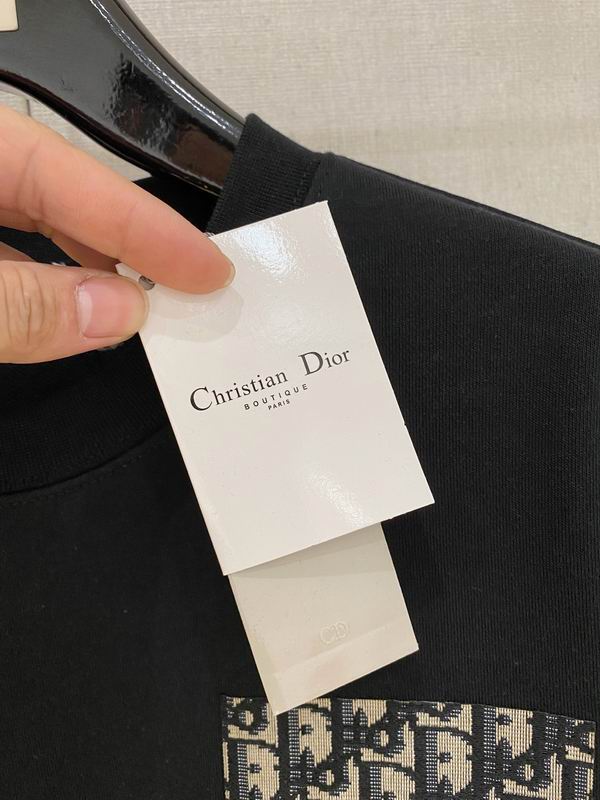 Christian Dior
BOUTIQUE
PARIS
CD